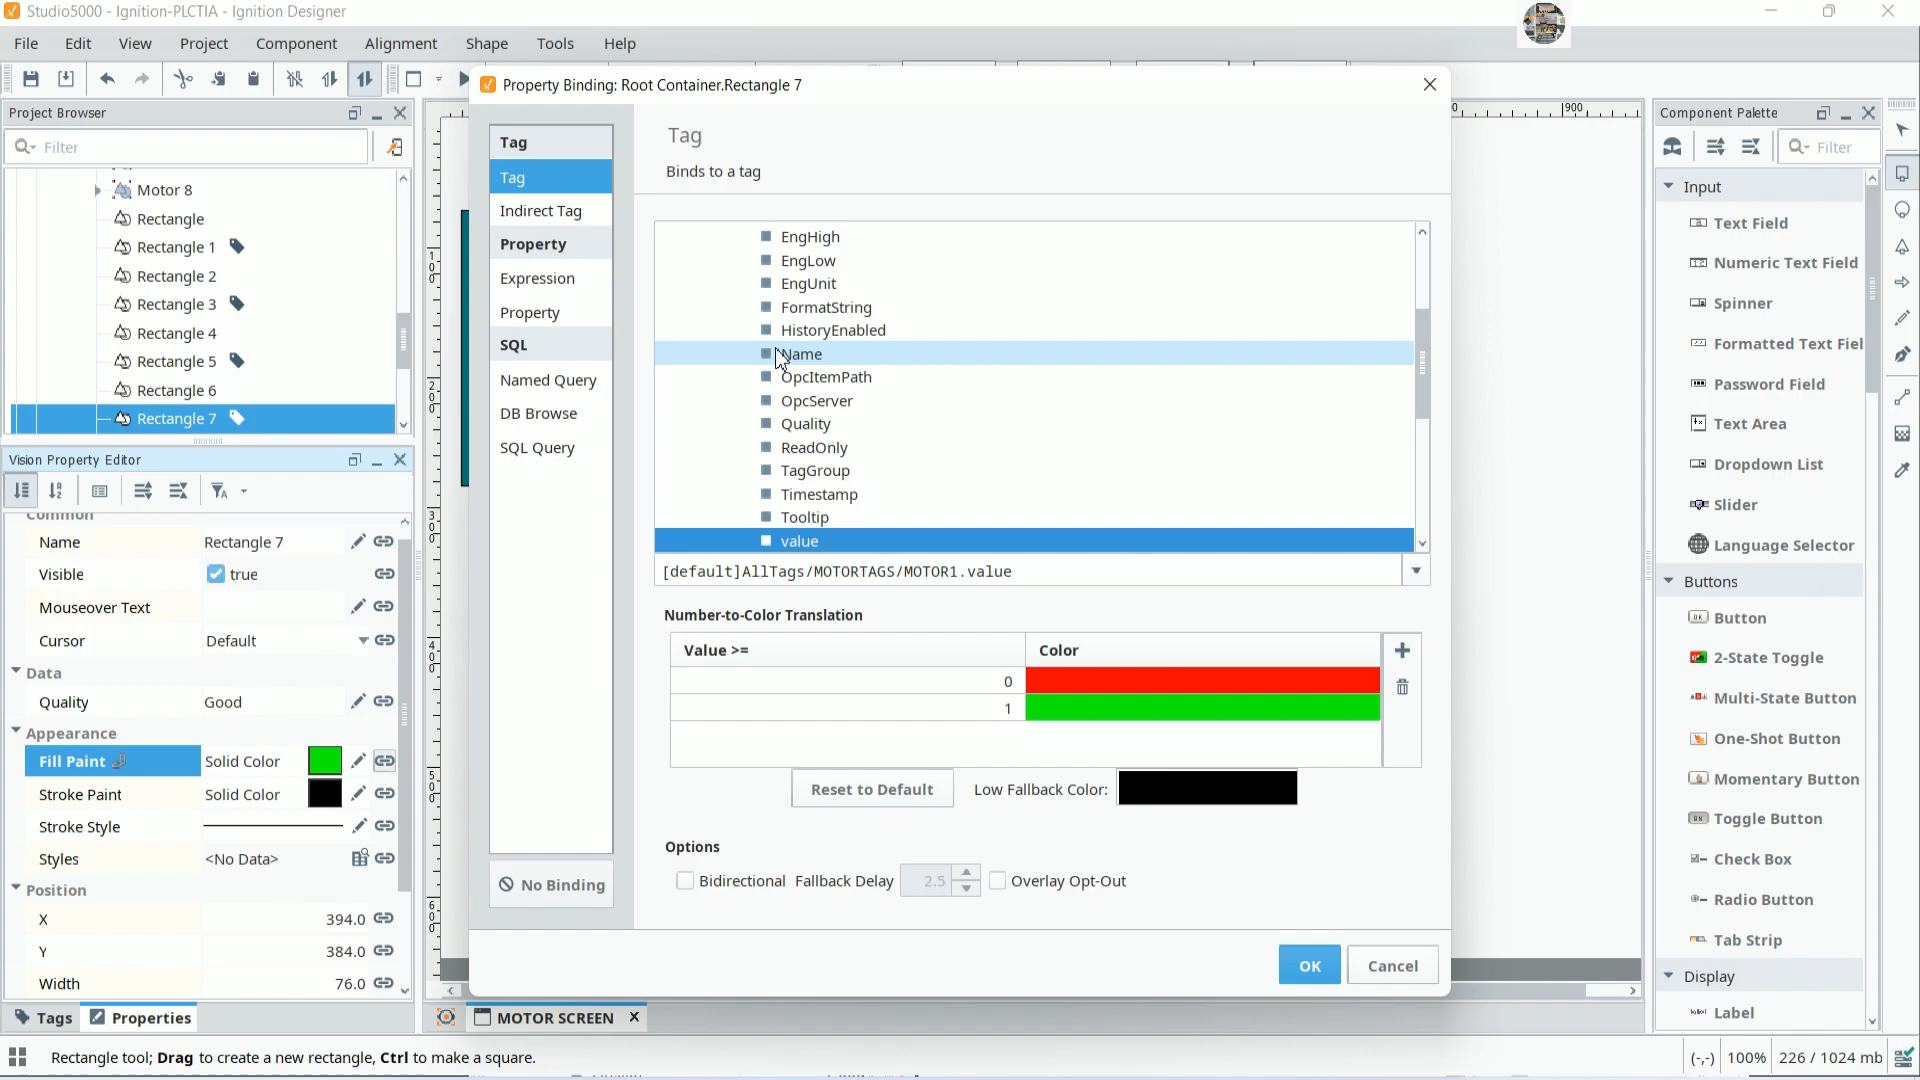 Studio5000 - Ignition-PLCTIA - Ignition Designer
File Edit View Project Component Alignment Shape Tools Help
Project Browser
Filter
Motor 8
Rectangle
Rectangle 1
Rectangle 2
Rectangle 3
Rectangle 4
Rectangle 5
Rectangle 6
Rectangle 7
Vision Property Editor
Common
Name Rectangle 7
Visible true
Mouseover Text
Cursor Default
Data
Quality Good
Appearance
Fill Paint Solid Color
Stroke Paint Solid Color
Stroke Style
Styles <No Data>
Position
X 394.0
Y 384.0
Width 76.0
Tags Properties
Property Binding: Root Container.Rectangle 7
Tag
Tag
Indirect Tag
Property
Expression
Property
SQL
Named Query
DB Browse
SQL Query
No Binding
Tag
Binds to a tag
EngHigh
EngLow
EngUnit
FormatString
HistoryEnabled
Name
OpcItemPath
OpcServer
Quality
ReadOnly
TagGroup
Timestamp
Tooltip
value
[default]AllTags/MOTORTAGS/MOTOR1.value
Number-to-Color Translation
Value >= Color
0
1
Reset to Default Low Fallback Color:
Options
Bidirectional Fallback Delay 2.5 Overlay Opt-Out
OK Cancel
100
200
300
400
500
600
900
MOTOR SCREEN
Component Palette
Filter
Input
Text Field
Numeric Text Field
Spinner
Formatted Text Fiel
Password Field
Text Area
Dropdown List
Slider
Language Selector
Buttons
Button
2-State Toggle
Multi-State Button
One-Shot Button
Momentary Button
Toggle Button
Check Box
Radio Button
Tab Strip
Display
Label
Rectangle tool; Drag to create a new rectangle, Ctrl to make a square.
(-,-) 100% 226 / 1024 mb